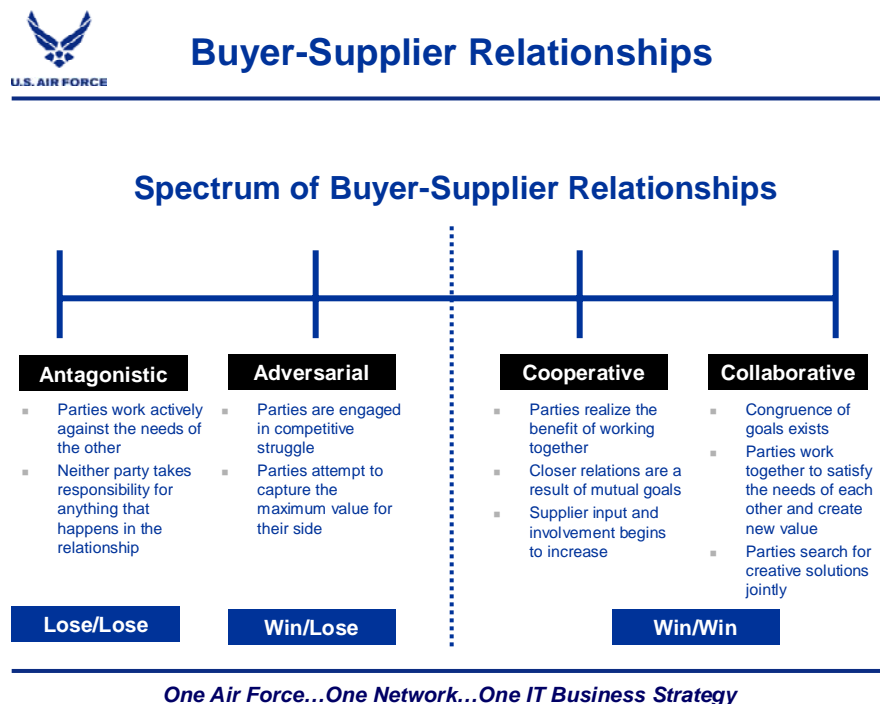 Buyer-Supplier Relationships
U.S. AIR FORCE
Spectrum of Buyer-Supplier Relationships
Antagonistic
Parties work actively
against the needs of
the other
Neither party takes
responsibility for
anything that
happens in the
relationship
Lose/Lose
Adversarial
Parties are engaged
in competitive
struggle
Parties attempt to
capture the
maximum value for
their side
Win/Lose
Cooperative
Parties realize the
benefit of working
together
Closer relations are a
result of mutual goals
Supplier input and
involvement begins
to increase
Collaborative
Congruence of
goals exists
Parties work
together to satisfy
the needs of each
other and create
new value
Parties search for
creative solutions
jointly
Win/Win
One Air Force...One Network...One IT Business Strategy